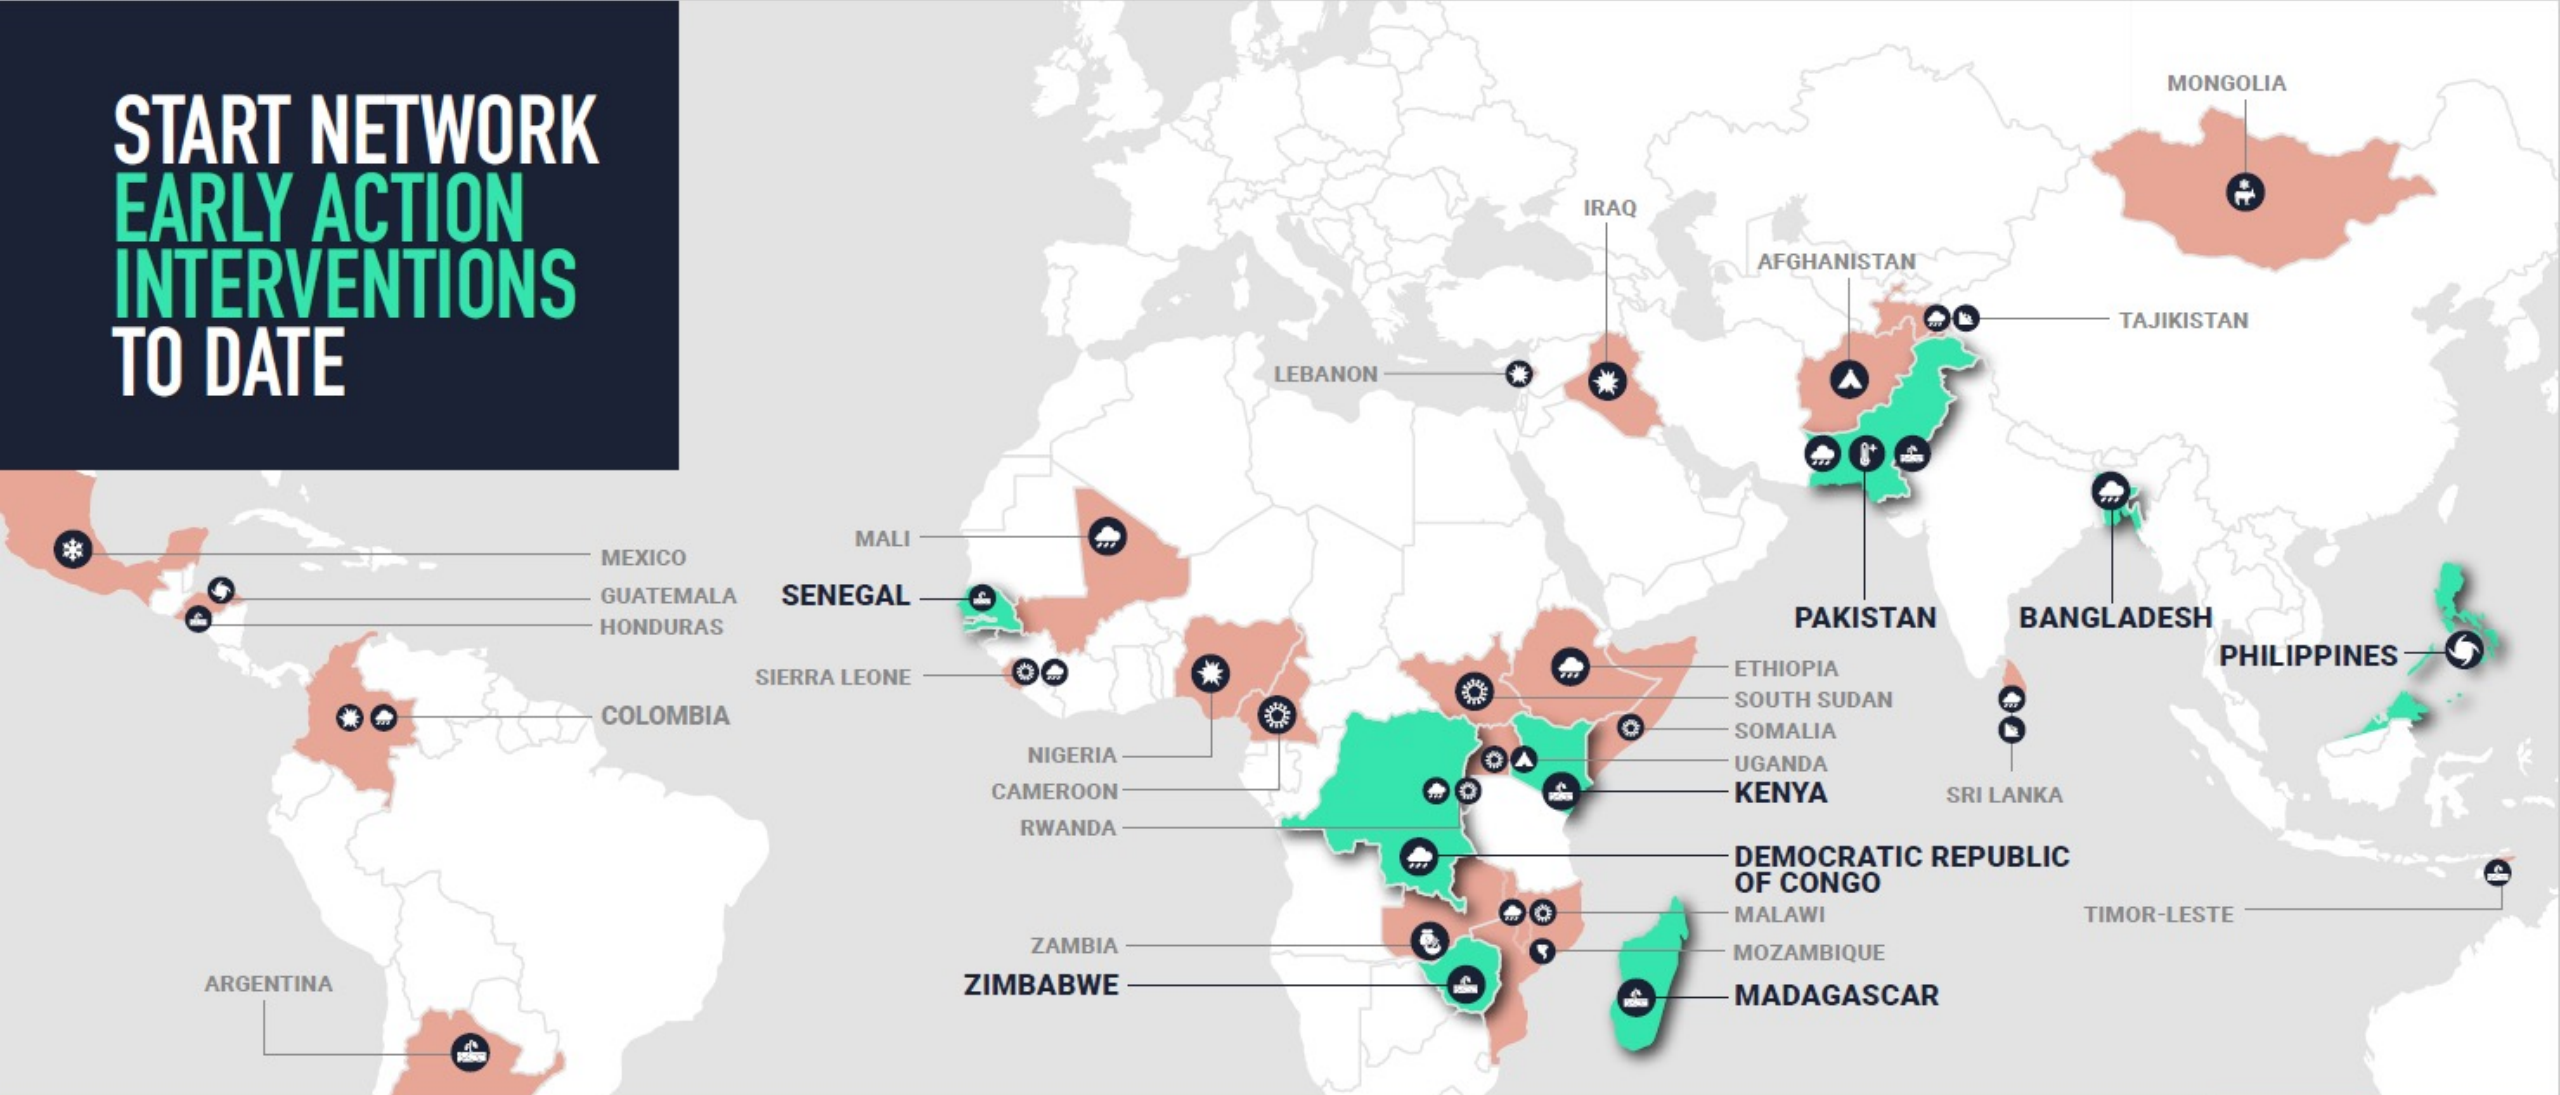 START NETWORK
EARLY ACTION
INTERVENTIONS
TO DATE
MONGOLIA
IRAQ
AFGHANISTAN
TAJIKISTAN
LEBANON
MEXICO
GUATEMALA
HONDURAS
COLOMBIA
ARGENTINA
MALI
SENEGAL
SIERRA LEONE
NIGERIA
CAMEROON
RWANDA
ZAMBIA
ZIMBABWE
ETHIOPIA
SOUTH SUDAN
SOMALIA
UGANDA
KENYA
DEMOCRATIC REPUBLIC
OF CONGO
MALAWI
MOZAMBIQUE
MADAGASCAR
PAKISTAN
BANGLADESH
PHILIPPINES
SRI LANKA
TIMOR-LESTE